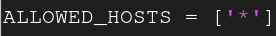 ALLOWED_HOSTS = ['*']